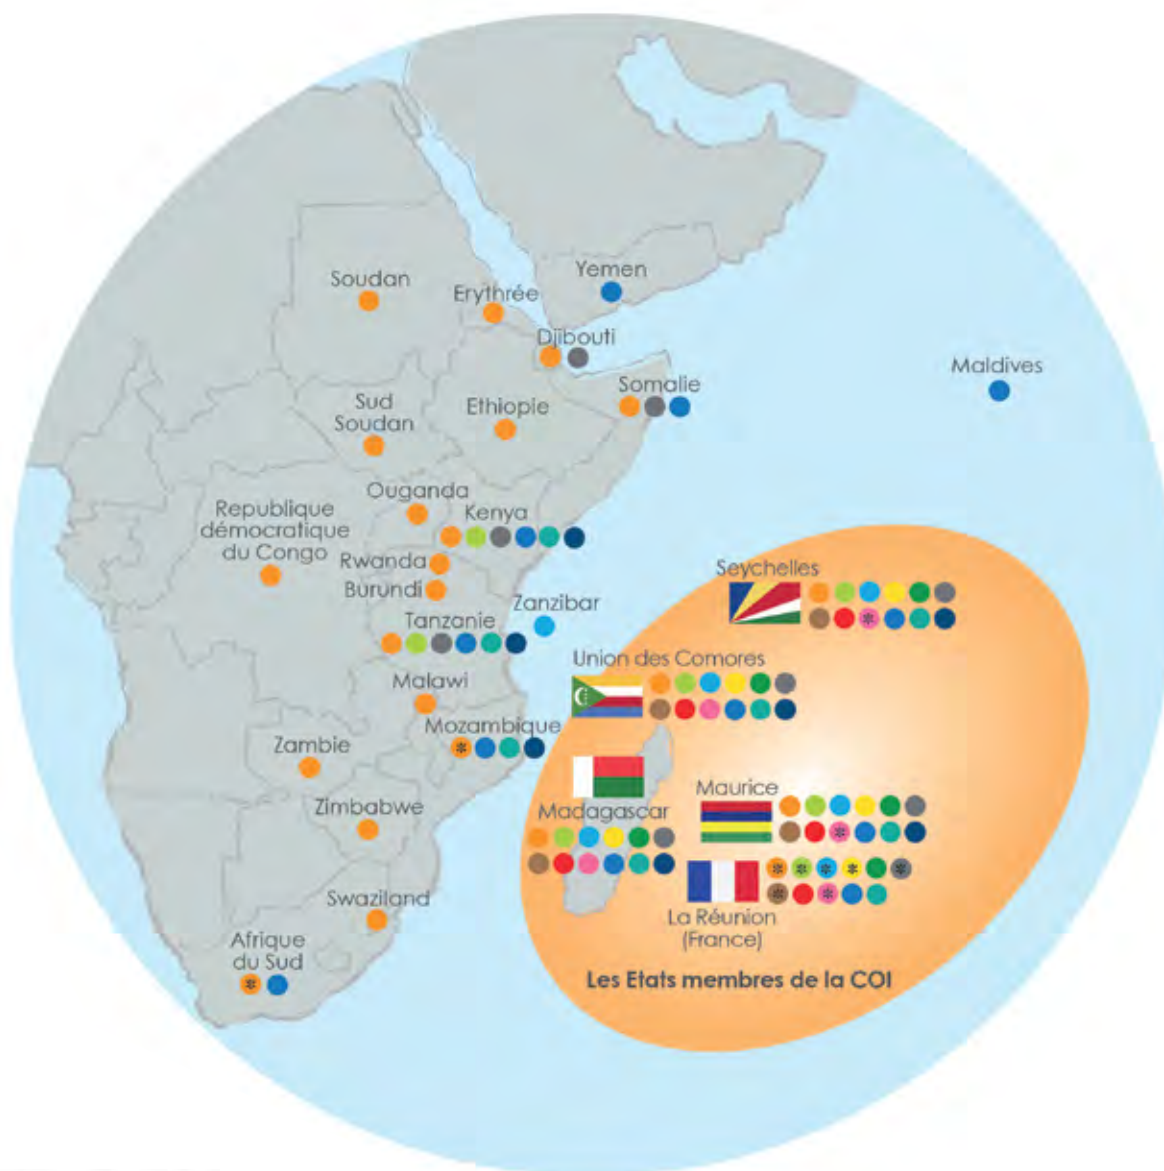 Soudan
Erythrée
Yemen
Djibouti
Somalie
Maldives
Sud
Soudan
Ethiopie
Ouganda
Kenya
Republique
démocratique
du Congo
Rwanda
Burundi
Tanzanie
Zanzibar
Seychelles
Union des Comores
Malawi
Mozambique
Zambie
Zimbabwe
Madagascar
Maurice
Swaziland
La Réunion
(France)
Afrique
du Sud
Les Etats membres de la COI